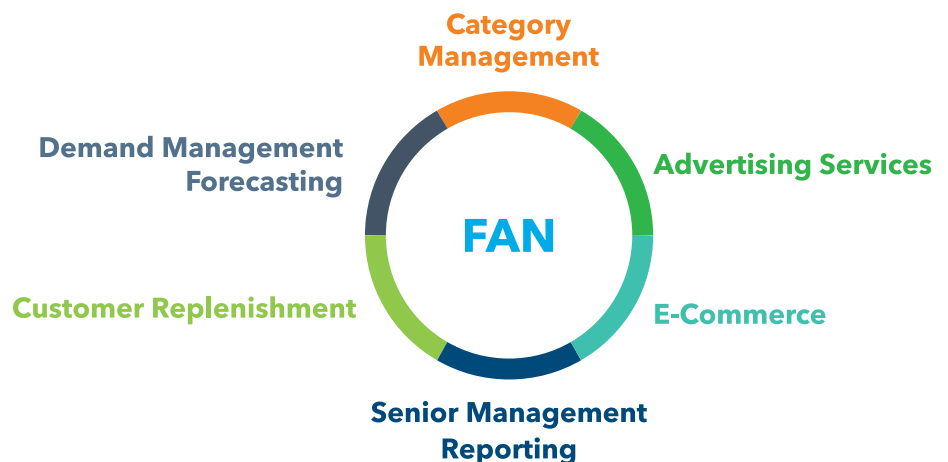 Category
Management
Demand Management
Forecasting
Advertising Services
FAN
Customer Replenishment
E-Commerce
Senior Management
Reporting